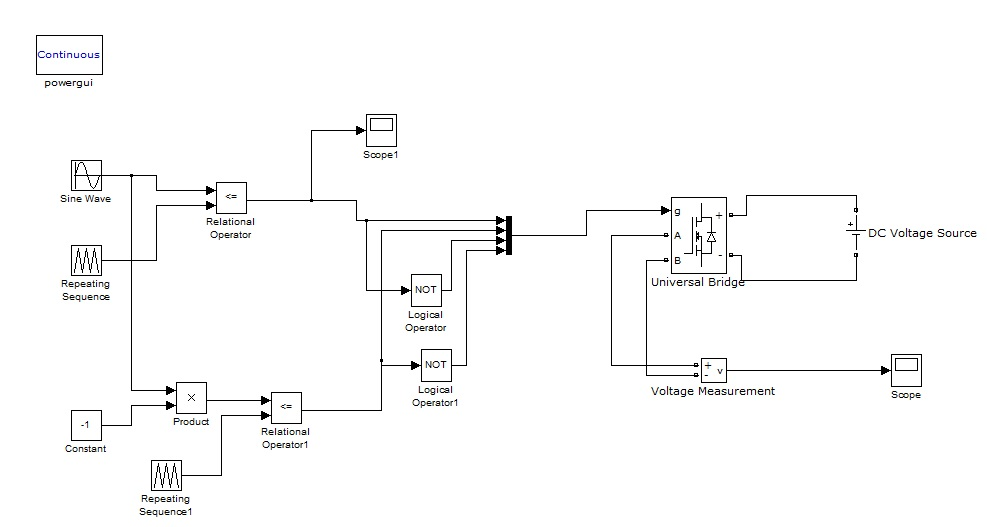 Continuous
powergui
Scope1
Sine Wave
<=
Relational
Operator
Repeating
Sequence
NOT
Logical
Operator
NOT
Logical
Operator1
-1
Constant
×
Product
<=
Relational
Operator1
Repeating
Sequence1
g
A
B
+
-
Universal Bridge
+
DC Voltage Source
+
-
v
Voltage Measurement
Scope